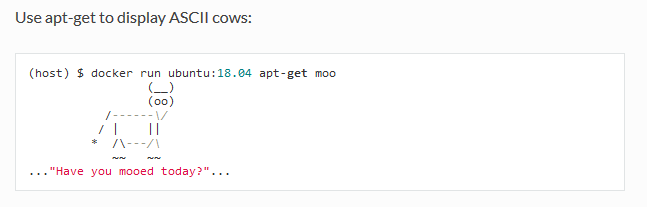 Use apt-get to display ASCII cows:
(host) $ docker run ubuntu:18.04 apt-get moo
                 (__)
                 (oo)
           /------\/
          / |    ||
         *  /\---/\
            ~~   ~~
..."Have you mooed today?"...